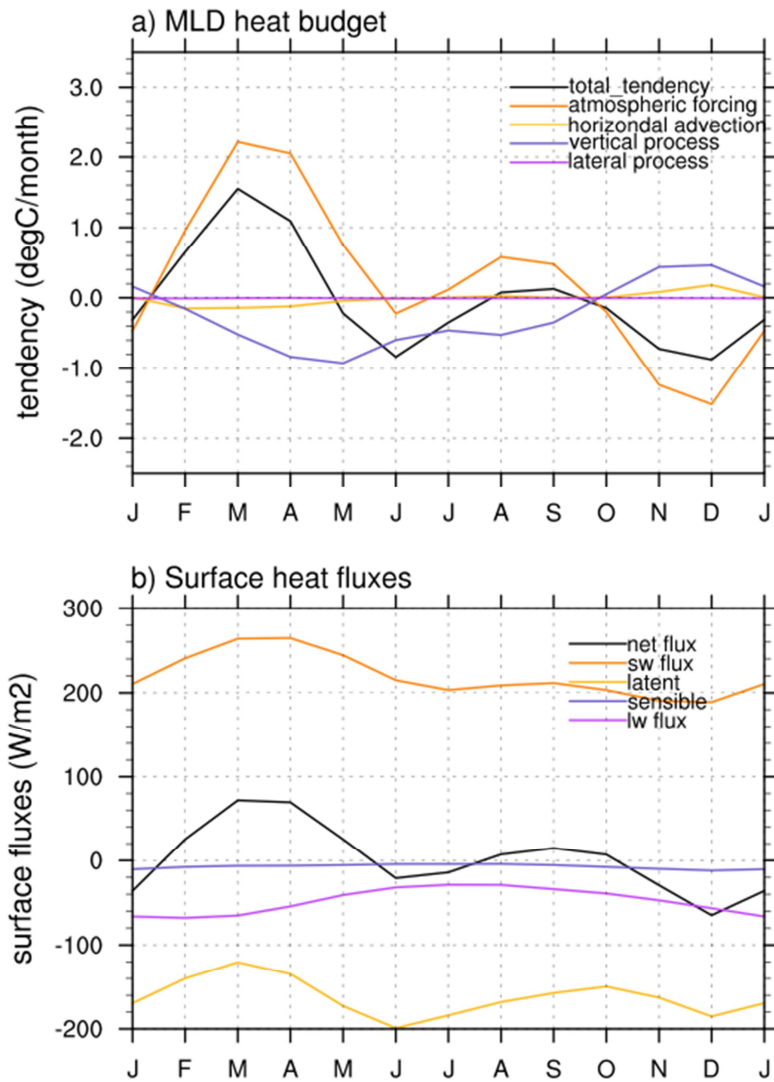 a) MLD heat budget
tendency (degC/month)
3.0
2.0
1.0
0.0
-1.0
-2.0
total_tendency
atmospheric forcing
horizondal advection
vertical process
lateral process
J F M A M J J A S O N D J
b) Surface heat fluxes
surface fluxes (W/m2)
300
200
100
0
-100
-200
net flux
sw flux
latent
sensible
lw flux
J F M A M J J A S O N D J